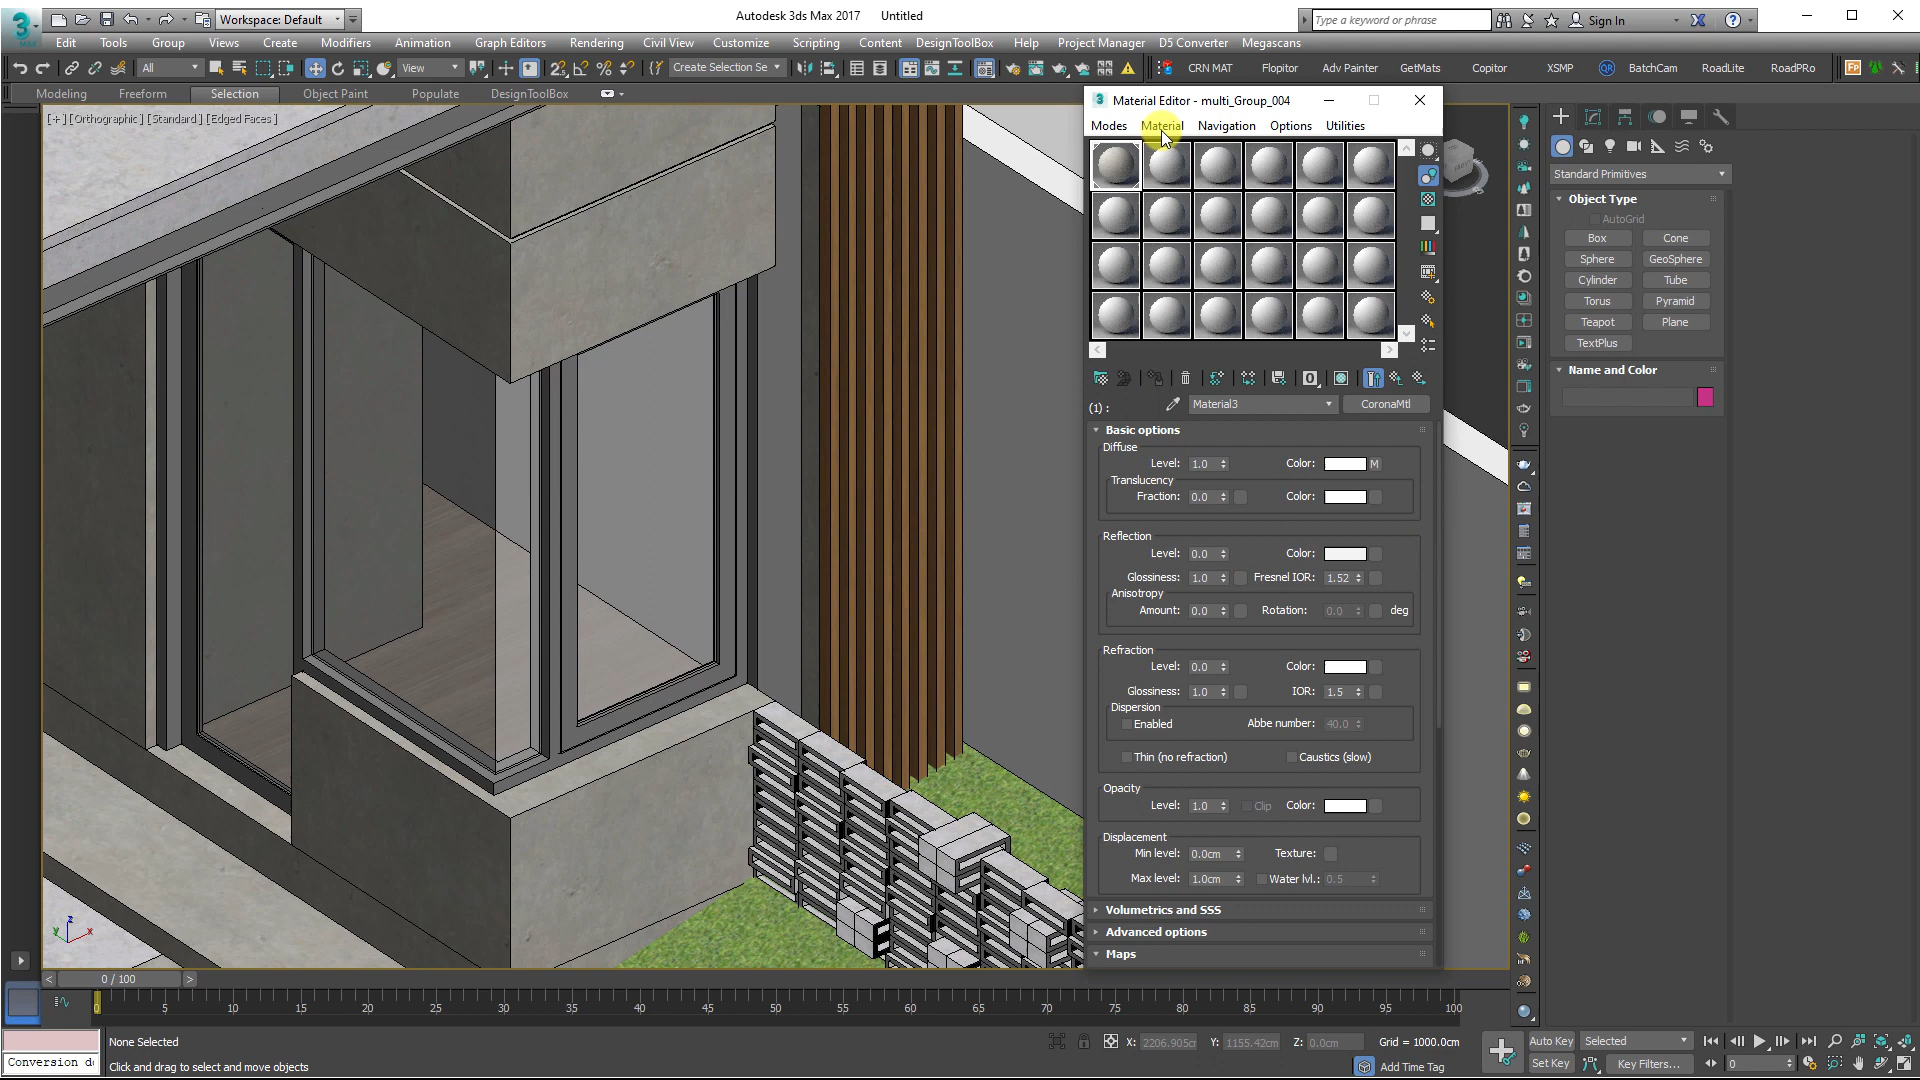 Workspace: Default
Autodesk 3ds Max 2017 Untitled
Type a keyword or phrase
Sign In
Edit Tools Group Views Create Modifiers Animation Graph Editors Rendering Civil View Customize Scripting Content DesignToolBox Help Project Manager D5 Converter Megascans
All View Create Selection Se CRN MAT Flopitor Adv Painter GetMats Copitor XSMP BatchCam RoadLite RoadPRo
Modeling Freeform Selection Object Paint Populate DesignToolBox
[+] [Orthographic] [Standard] [Edged Faces]
Material Editor - multi_Group_004
Modes Material Navigation Options Utilities
(1) : Material3 CoronaMtl
Basic options
Diffuse
Level: 1.0 Color: M
Translucency
Fraction: 0.0 Color:
Reflection
Level: 0.0 Color:
Glossiness: 1.0 Fresnel IOR: 1.52
Anisotropy
Amount: 0.0 Rotation: 0.0 deg
Refraction
Level: 0.0 Color:
Glossiness: 1.0 IOR: 1.5
Dispersion
Enabled Abbe number: 40.0
Thin (no refraction) Caustics (slow)
Opacity
Level: 1.0 Clip Color:
Displacement
Min level: 0.0cm Texture:
Max level: 1.0cm Water lvl.: 0.5
Volumetrics and SSS
Advanced options
Maps
Standard Primitives
Object Type
AutoGrid
Box Cone
Sphere GeoSphere
Cylinder Tube
Torus Pyramid
Teapot Plane
TextPlus
Name and Color
z y x
0 / 100
0 5 10 15 20 25 30 35 40 45 50 55 60 65 70 75 80 85 90 95 100
None Selected X: 2206.905cm Y: 1155.42cm Z: 0.0cm Grid = 1000.0cm Auto Key Selected
Conversion d Click and drag to select and move objects Add Time Tag Set Key Key Filters... 0